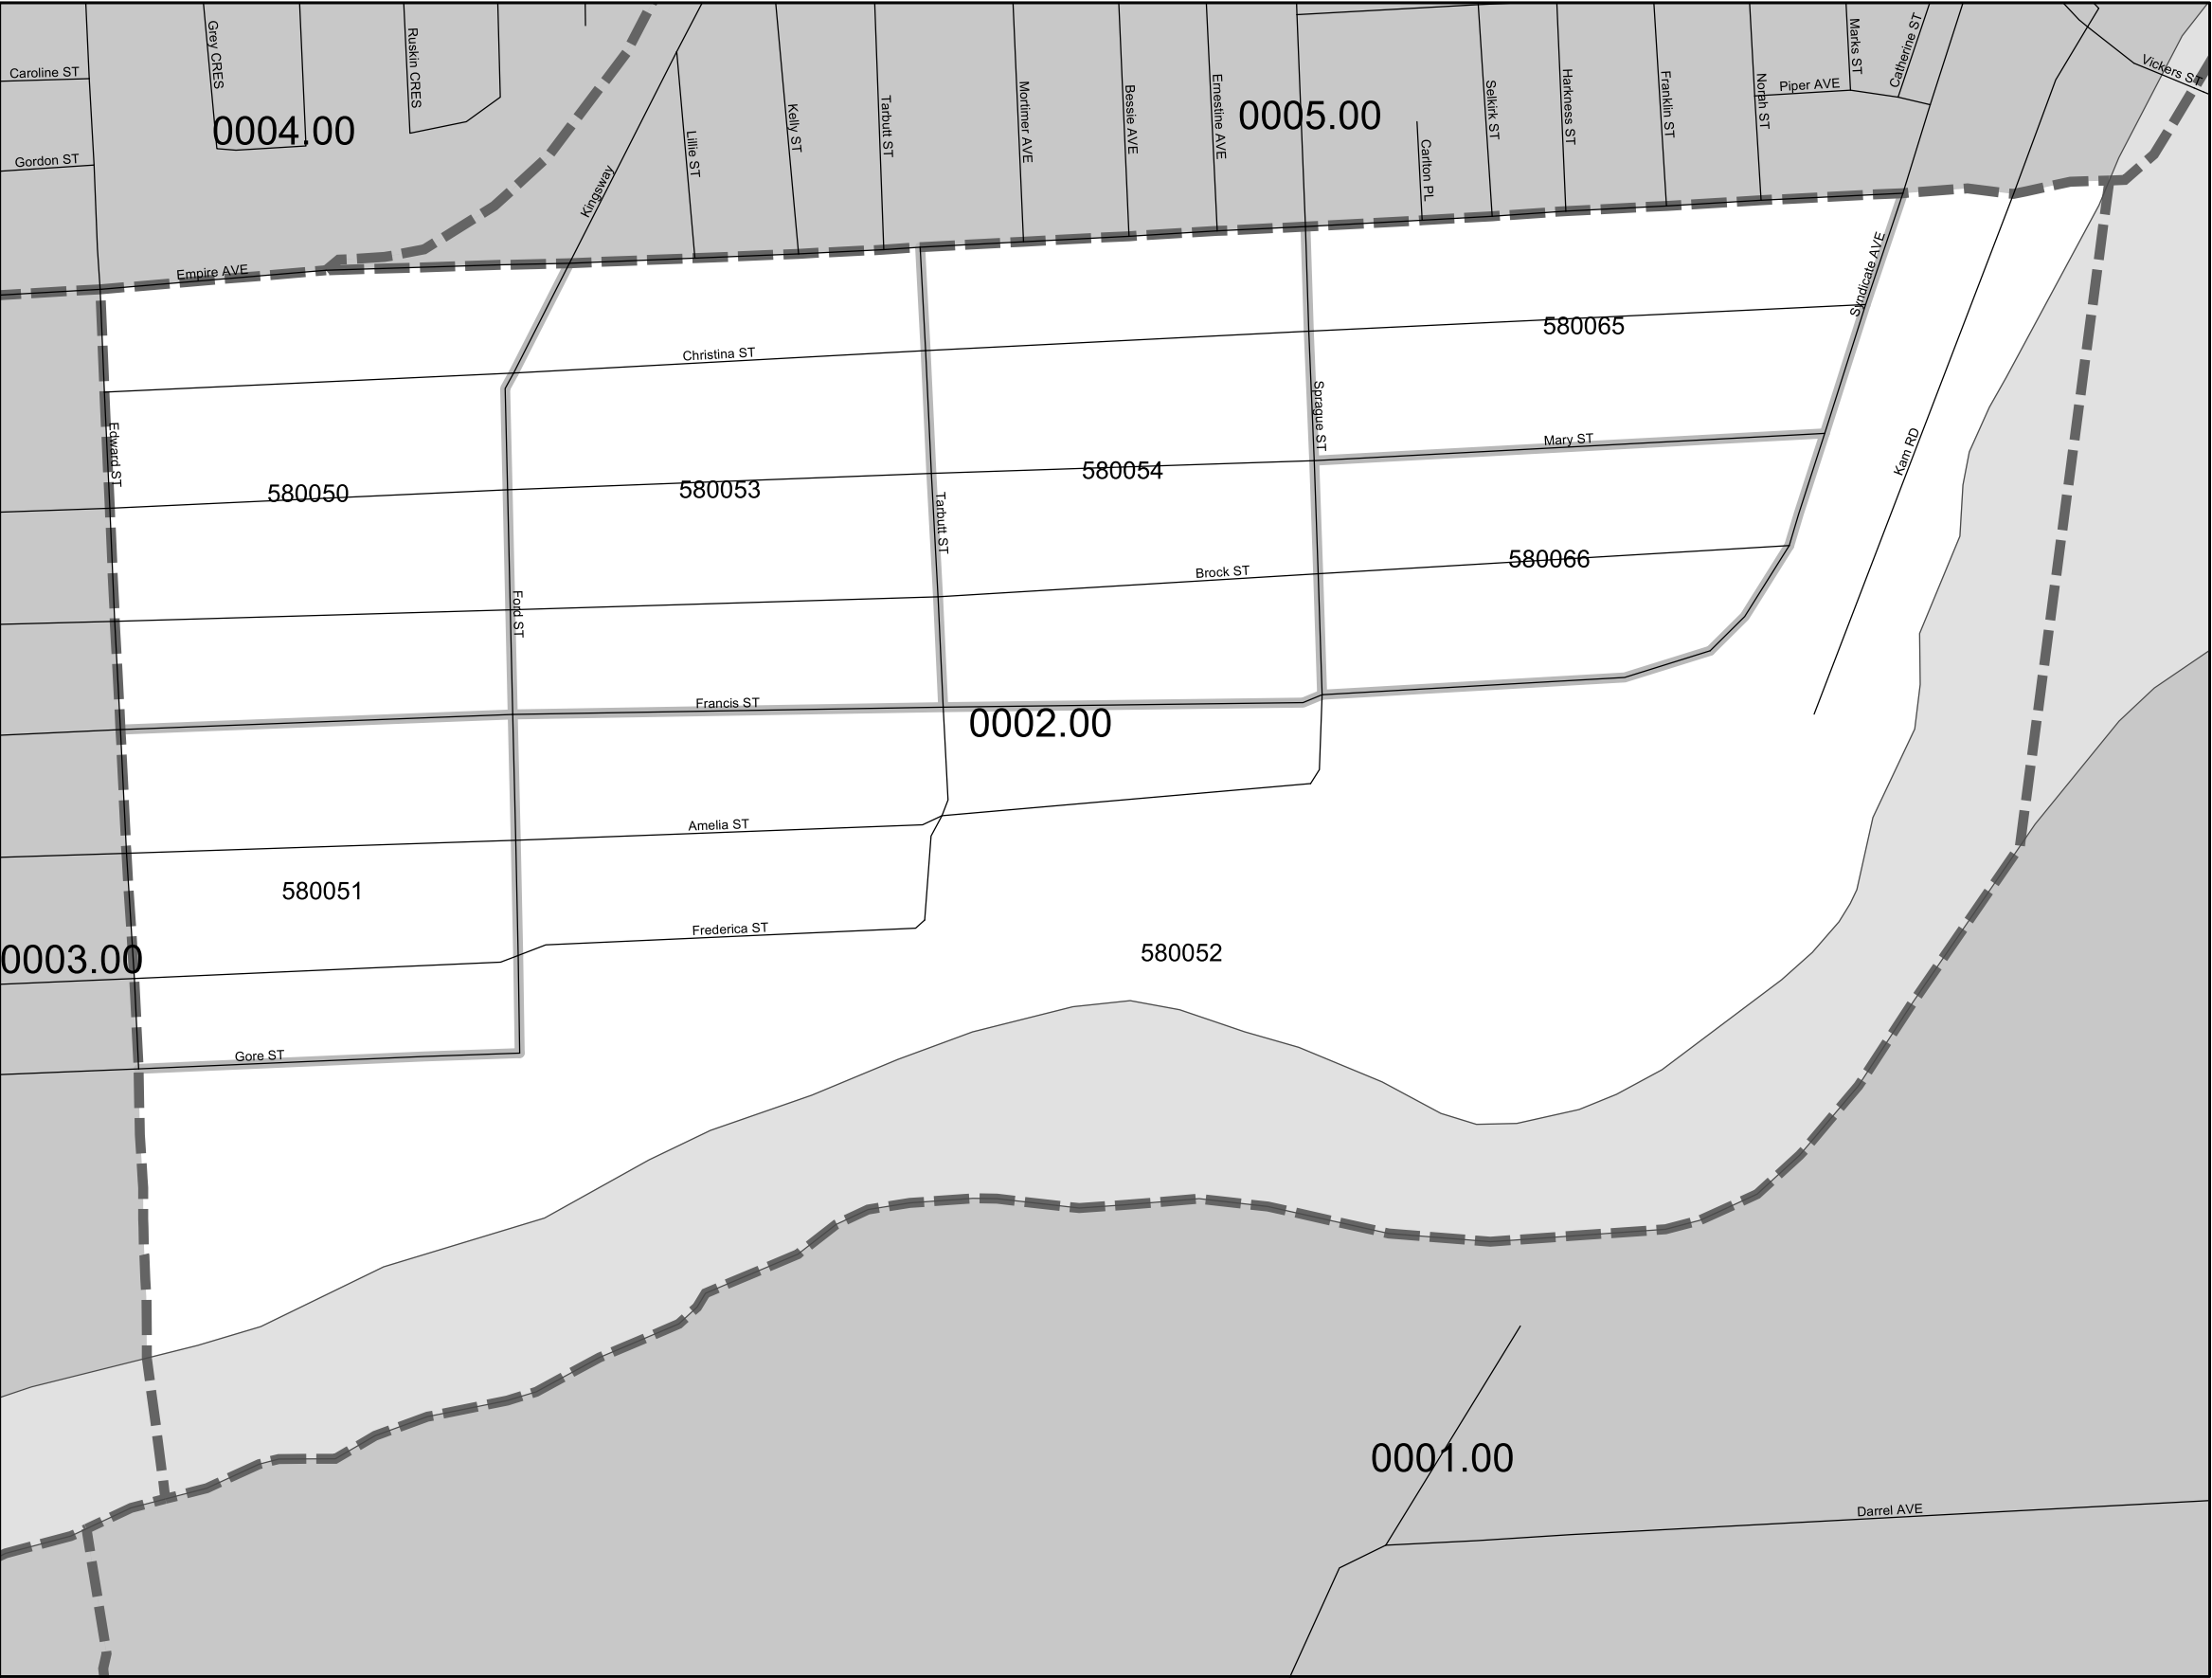 Grey CRES
Ruskin CRES
Marks ST
Catherine ST
Vickers ST
Caroline ST
Piper AVE
Kelly ST
Tarbutt ST
Mortimer AVE
Bessie AVE
Ernestine AVE
Selkirk ST
Harkness ST
Franklin ST
Norah ST
0004.00
0005.00
Lillie ST
Carlton PL
Gordon ST
Kingsway
Empire AVE
Syndicate AVE
580065
Christina ST
Sprague ST
Edward ST
Mary ST
Kam RD
580050
580053
580054
Tarbutt ST
580066
Brock ST
Ford ST
Francis ST
0002.00
Amelia ST
580051
Frederica ST
0003.00
580052
Gore ST
0001.00
Darrel AVE